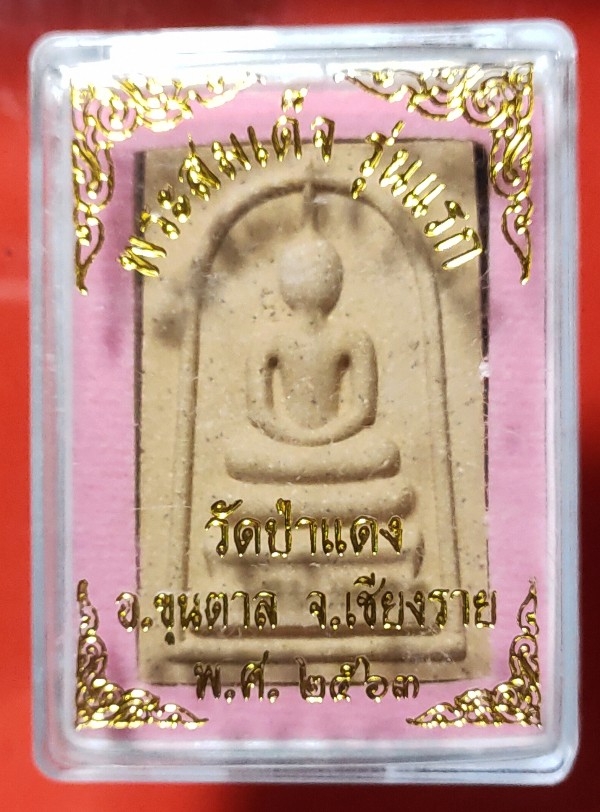 พระสมเด็จ รุ่นแรก
วัดป่าแดง
อ.ขุนตาล จ.เชียงราย
พ.ศ. ๒๕๖๓